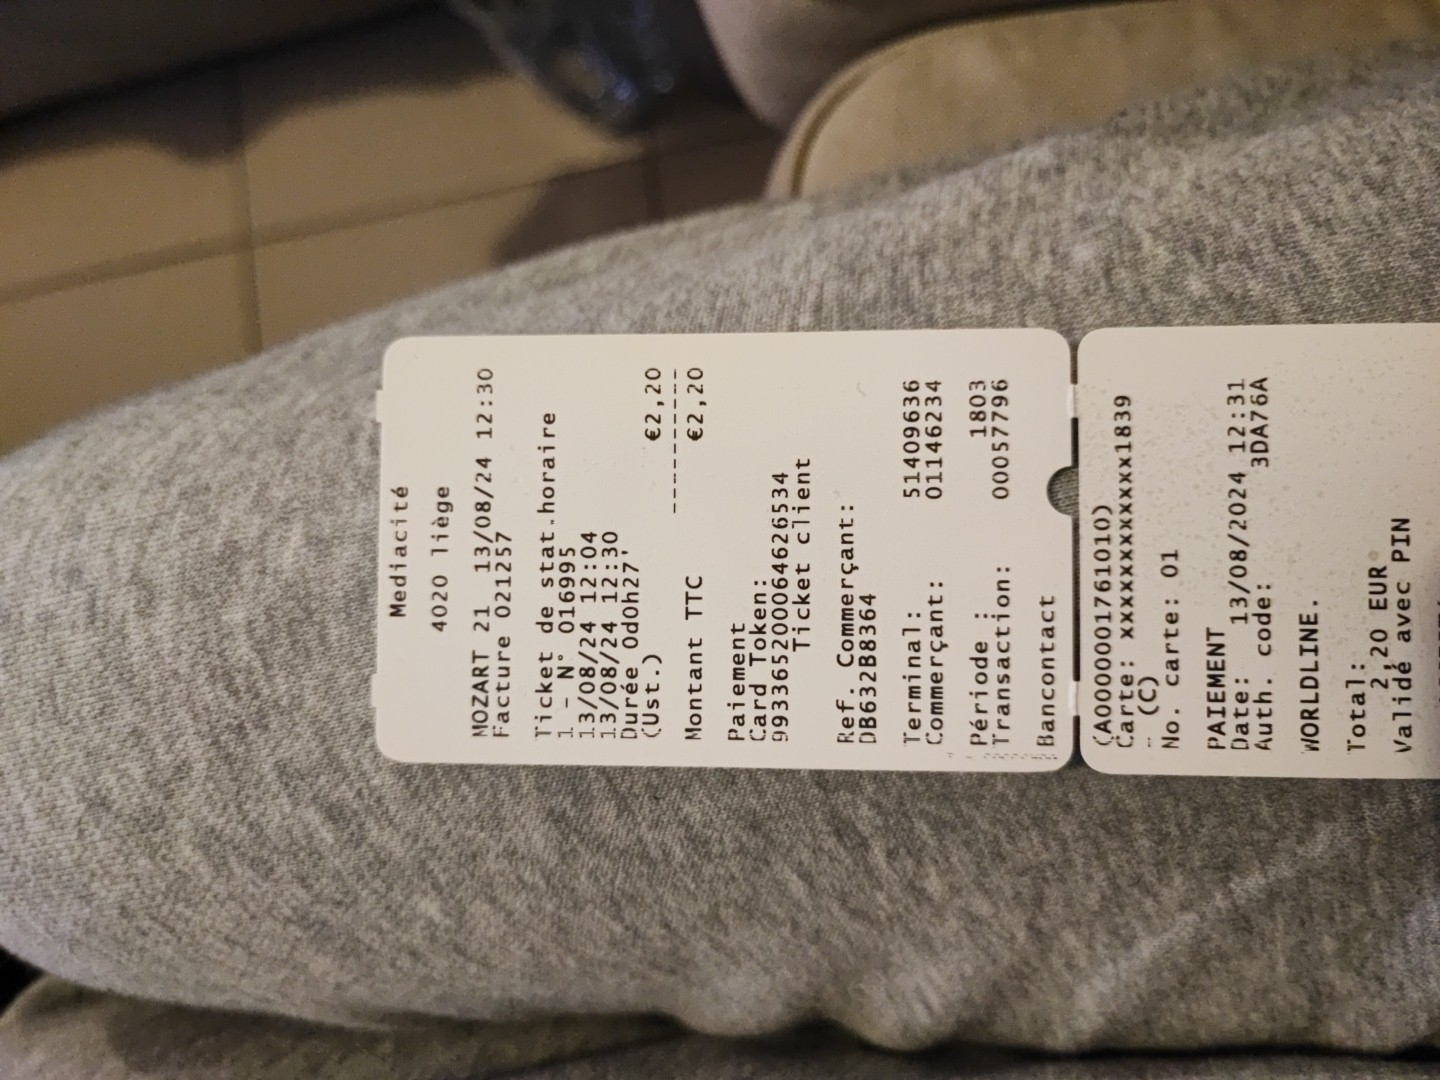 Mediacité
4020 liège
MOZART 21 13/08/24 12:30
Facture 021257
Ticket de stat.horaire
1 - N° 016995
13/08/24 12:04
13/08/24 12:30
Durée 0d0h27'
(Ust.) €2,20
------------
Montant TTC €2,20
Paiement
Card Token:
993365200064626534
Ticket client
Ref. Commerçant:
DB632B8364
Terminal: 51409636
Commerçant: 01146234
Période : 1803
Transaction: 00057796
Bancontact
(A0000001761010)
Carte: xxxxxxxxxxxxx1839
- (C)
No. carte: 01
PAIEMENT
Date: 13/08/2024 12:31
Auth. code: 3DA76A
WORLDLINE.
Total:
2,20 EUR
Validé avec PIN